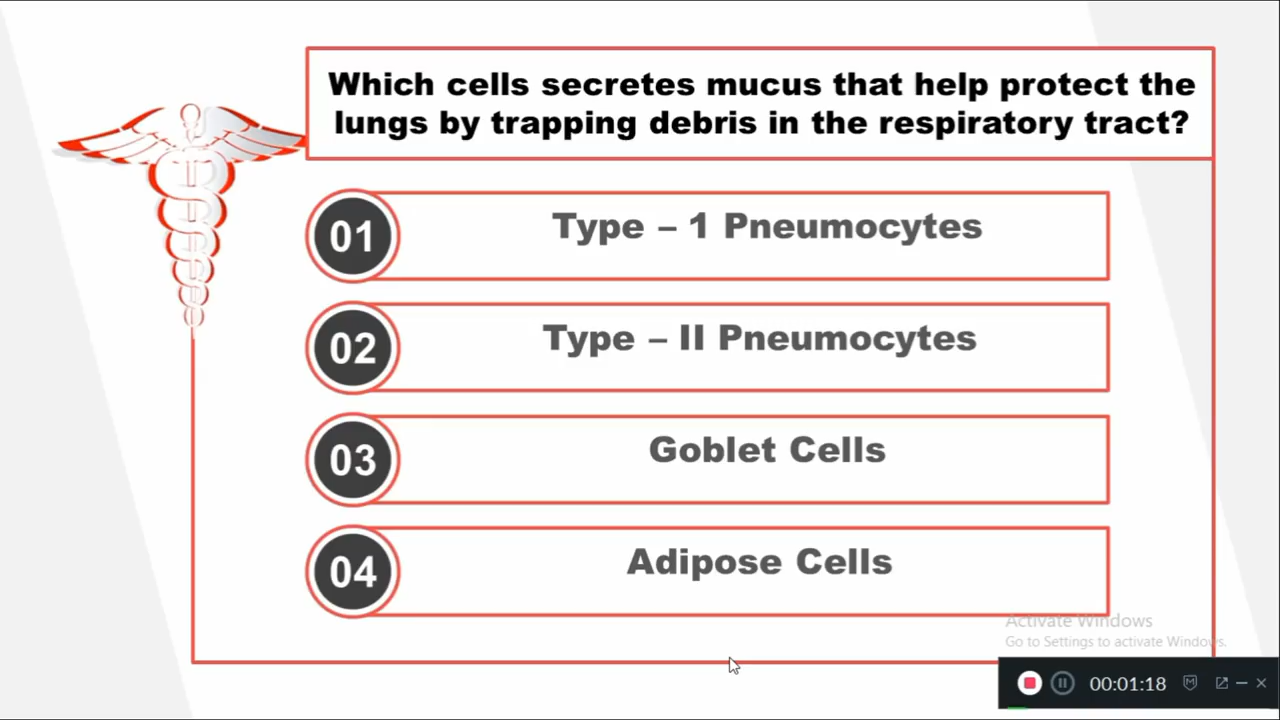 Which cells secretes mucus that help protect the
lungs by trapping debris in the respiratory tract?
01
Type – 1 Pneumocytes
02
Type – II Pneumocytes
03
Goblet Cells
04
Adipose Cells
Activate Windows
Go to Settings to activate Windows.
00:01:18